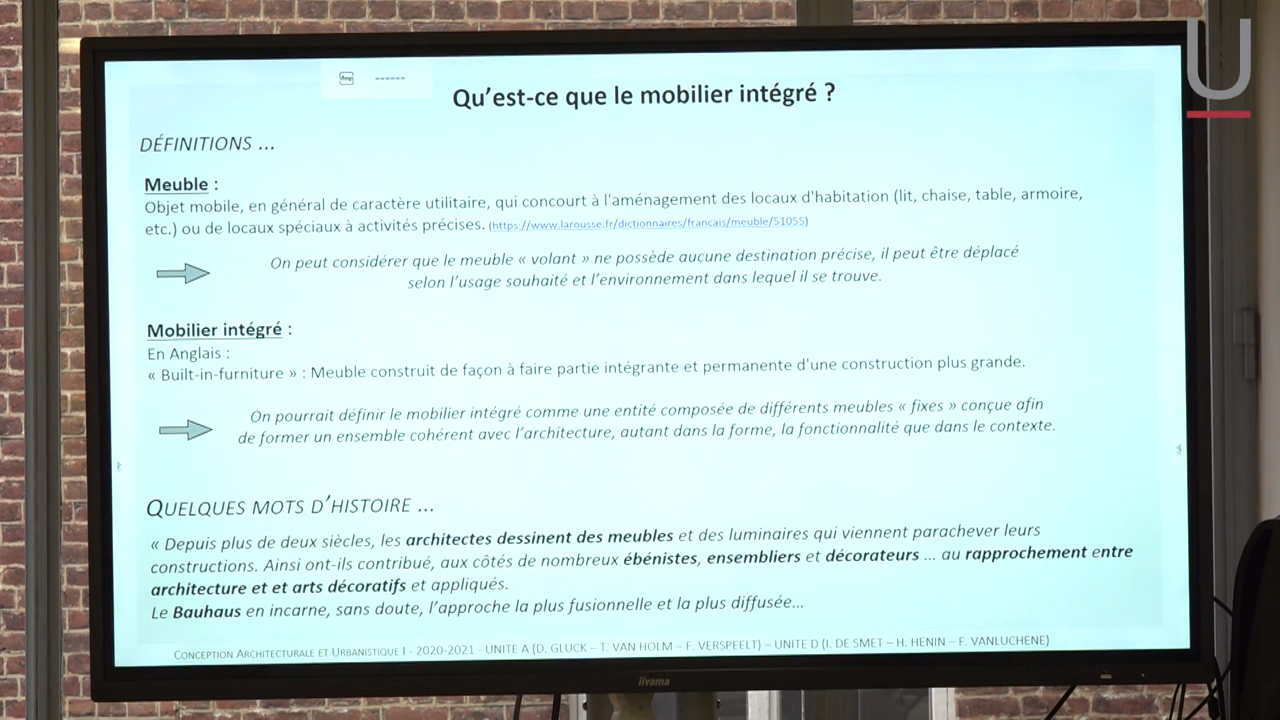 U
Qu'est-ce que le mobilier intégré ?
DÉFINITIONS ...
Meuble :
Objet mobile, en général de caractère utilitaire, qui concourt à l'aménagement des locaux d'habitation (lit, chaise, table, armoire,
etc.) ou de locaux spéciaux à activités précises. (https://www.larousse.fr/dictionnaires/francais/meuble/51055)
On peut considérer que le meuble « volant » ne possède aucune destination précise, il peut être déplacé
selon l'usage souhaité et l'environnement dans lequel il se trouve.
Mobilier intégré :
En Anglais :
« Built-in-furniture » : Meuble construit de façon à faire partie intégrante et permanente d'une construction plus grande.
On pourrait définir le mobilier intégré comme une entité composée de différents meubles « fixes » conçue afin
de former un ensemble cohérent avec l'architecture, autant dans la forme, la fonctionnalité que dans le contexte.
QUELQUES MOTS D'HISTOIRE ...
« Depuis plus de deux siècles, les architectes dessinent des meubles et des luminaires qui viennent parachever leurs
constructions. Ainsi ont-ils contribué, aux côtés de nombreux ébénistes, ensembliers et décorateurs ... au rapprochement entre
architecture et et arts décoratifs et appliqués.
Le Bauhaus en incarne, sans doute, l'approche la plus fusionnelle et la plus diffusée...
CONCEPTION ARCHITECTURALE ET URBANISTIQUE I - 2020-2021 - UNITE A (D. GLUCK – T. VAN HOLM – F. VERSPEELT) – UNITE D (I. DE SMET – H. HENIN – F. VANLUCHENE)
iiyama